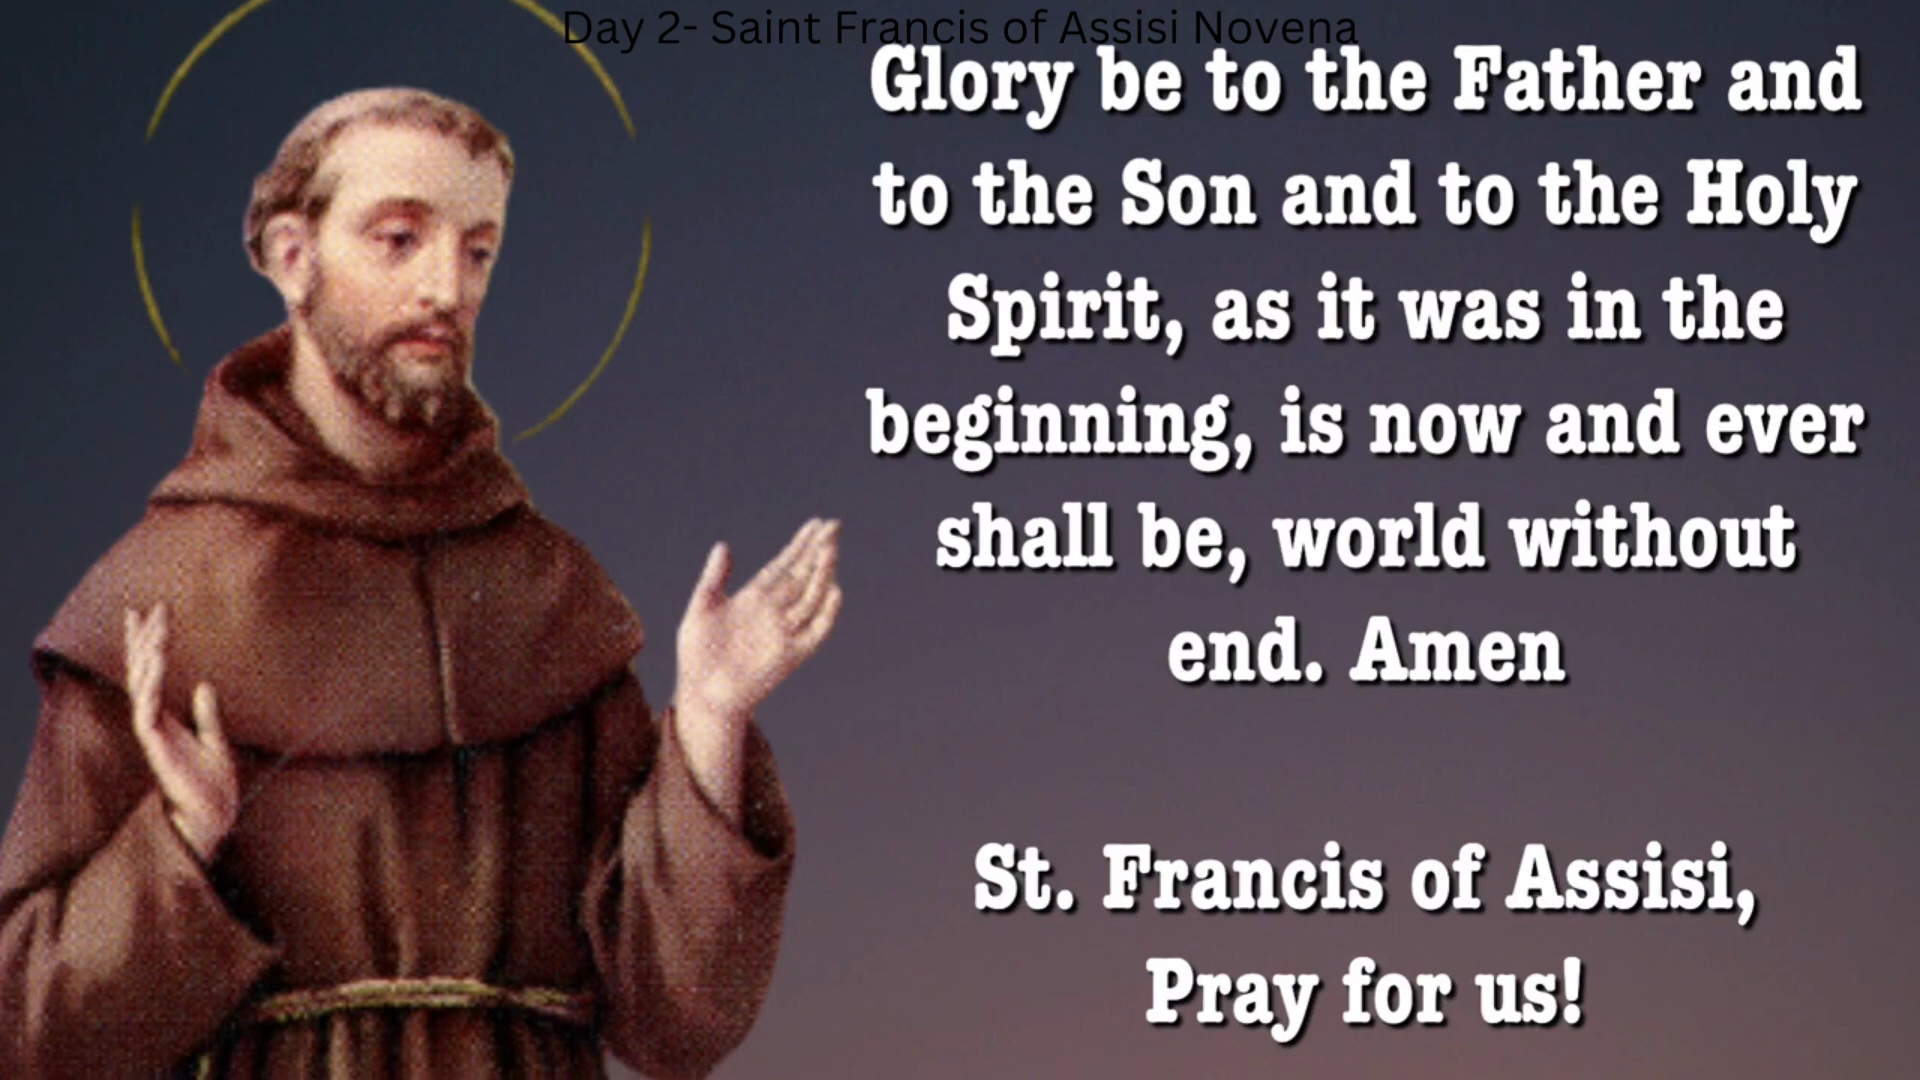 Day 2- Saint Francis of Assisi Novena
Glory be to the Father and
to the Son and to the Holy
Spirit, as it was in the
beginning, is now and ever
shall be, world without
end. Amen
St. Francis of Assisi,
Pray for us!